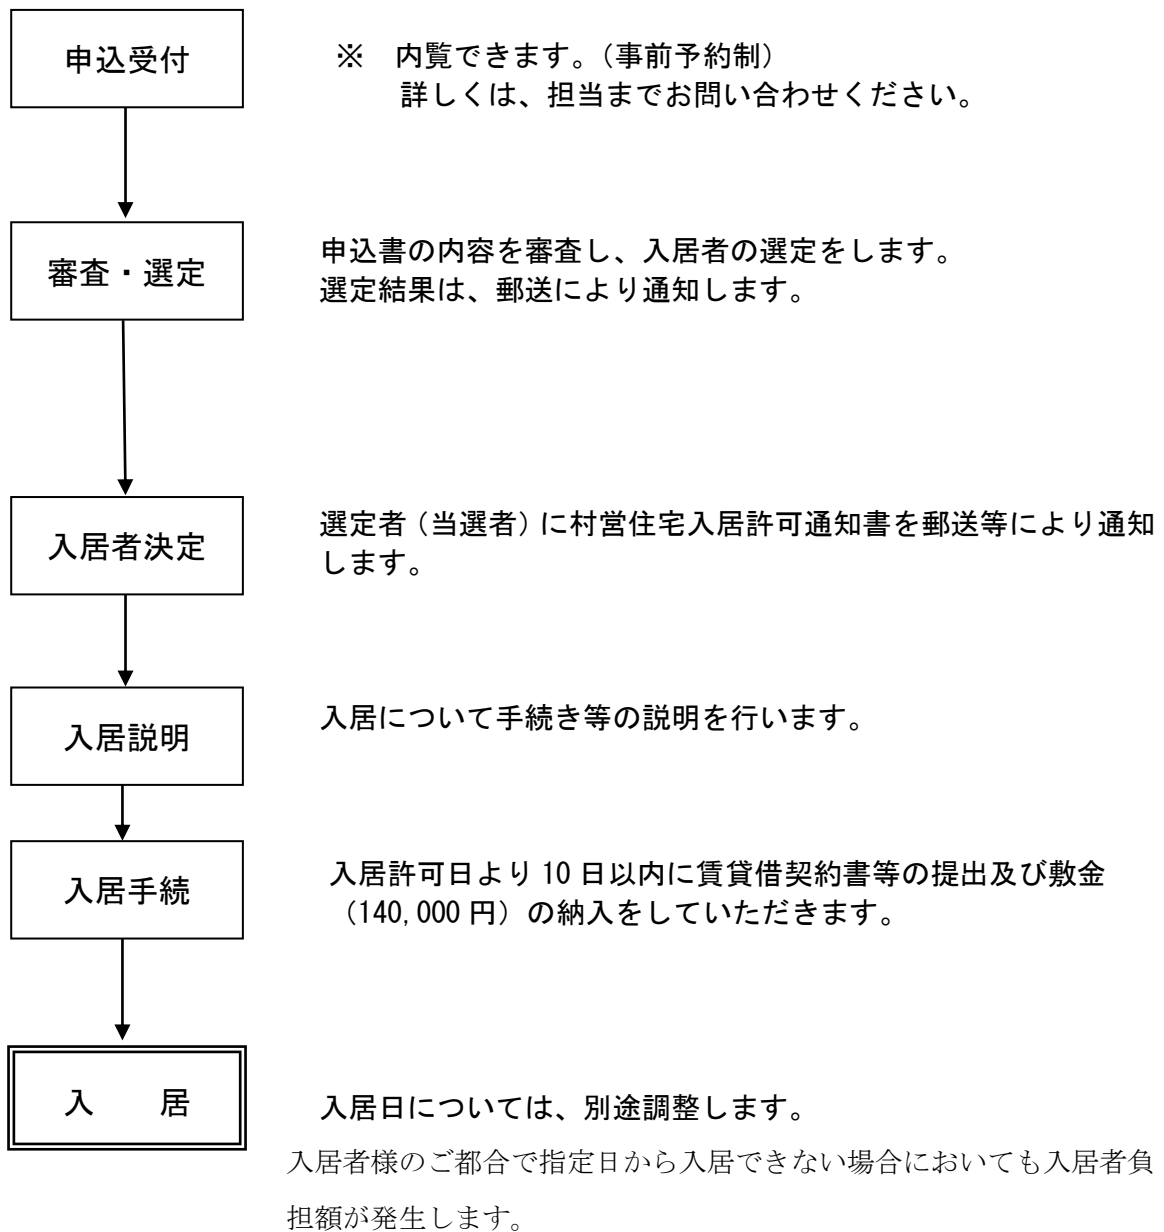 申込受付
※　内覧できます。（事前予約制）
詳しくは、担当までお問い合わせください。
審査・選定
申込書の内容を審査し、入居者の選定をします。
選定結果は、郵送により通知します。
入居者決定
選定者（当選者）に村営住宅入居許可通知書を郵送等により通知
します。
入居説明
入居について手続き等の説明を行います。
入居手続
入居許可日より 10 日以内に賃貸借契約書等の提出及び敷金
（140,000 円）の納入をしていただきます。
入　　居
入居日については、別途調整します。
入居者様のご都合で指定日から入居できない場合においても入居者負
担額が発生します。